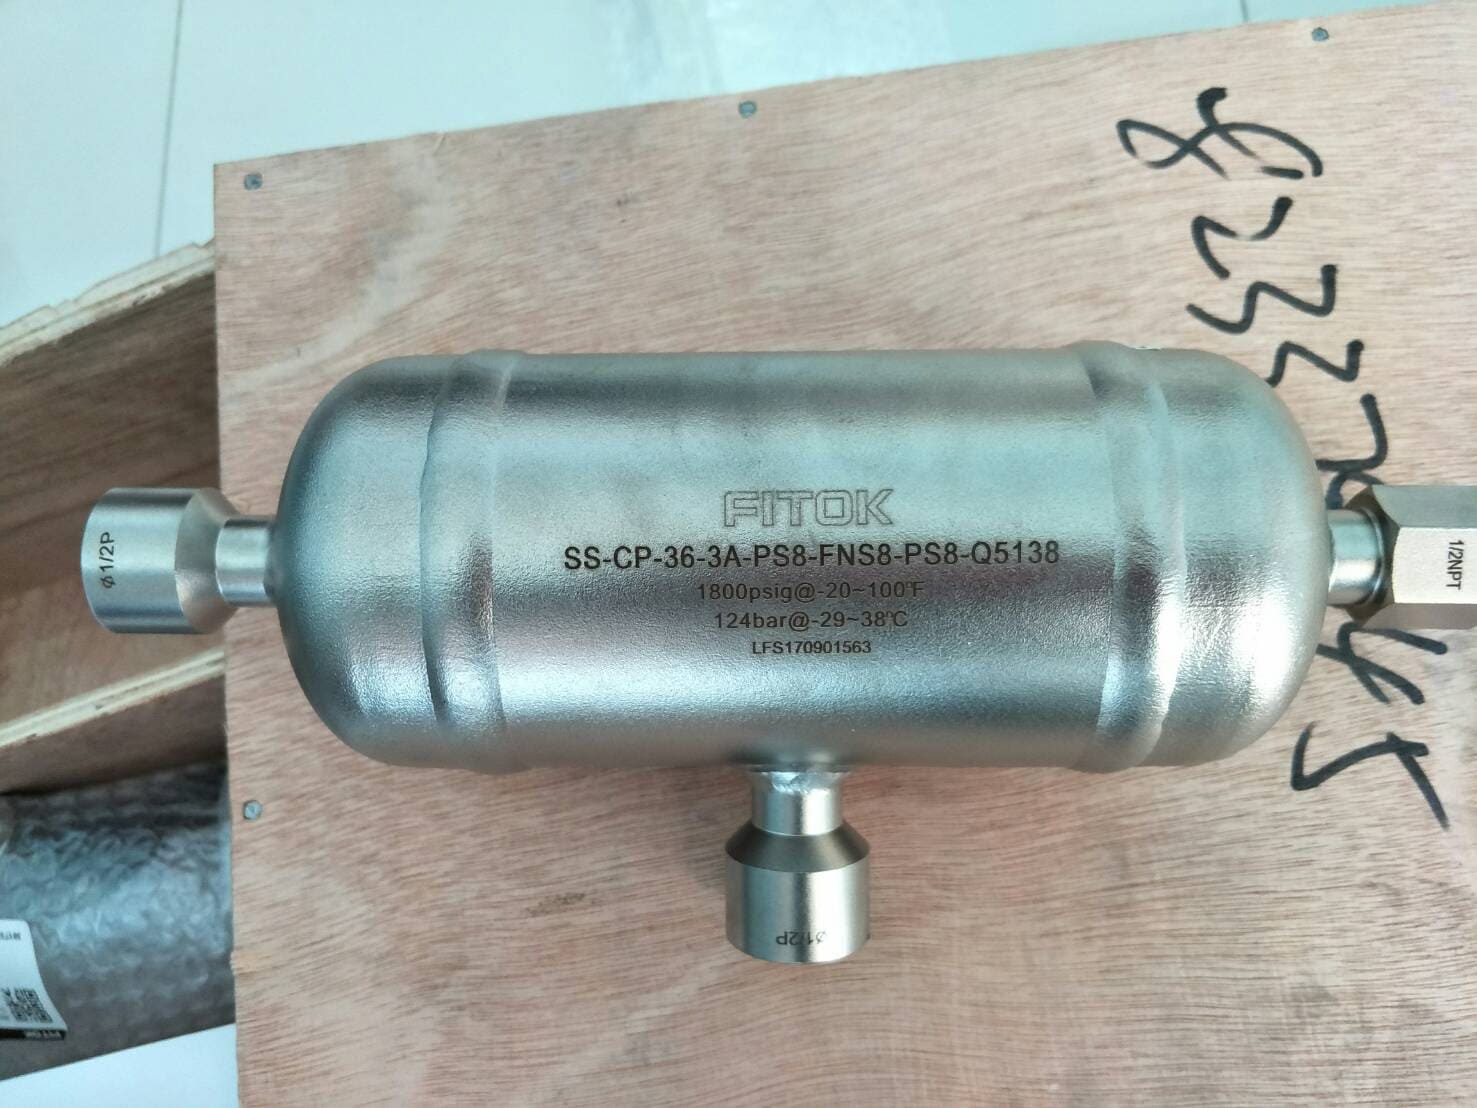 FITOK
SS-CP-36-3A-PS8-FNS8-PS8-Q5138
1800psig@-20~100°F
124bar@-29~38°C
LFS170901563
ø1/2P
1/2NPT
ø1/2P